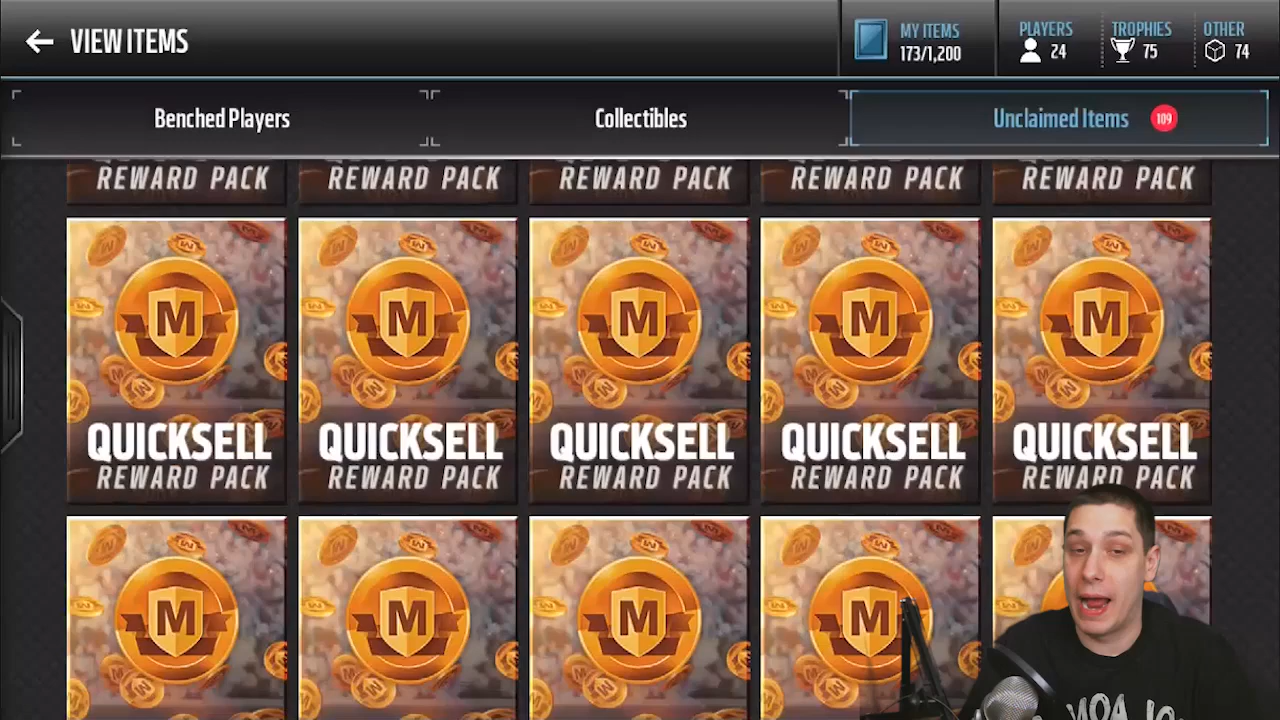 VIEW ITEMS
MY ITEMS
173/1,200
PLAYERS
24
TROPHIES
75
OTHER
74
Benched Players
Collectibles
Unclaimed Items
109
REWARD PACK
REWARD PACK
REWARD PACK
REWARD PACK
REWARD PACK
M
M
M
M
M
QUICKSELL
QUICKSELL
QUICKSELL
QUICKSELL
QUICKSELL
REWARD PACK
REWARD PACK
REWARD PACK
REWARD PACK
REWARD PACK
M
M
M
M